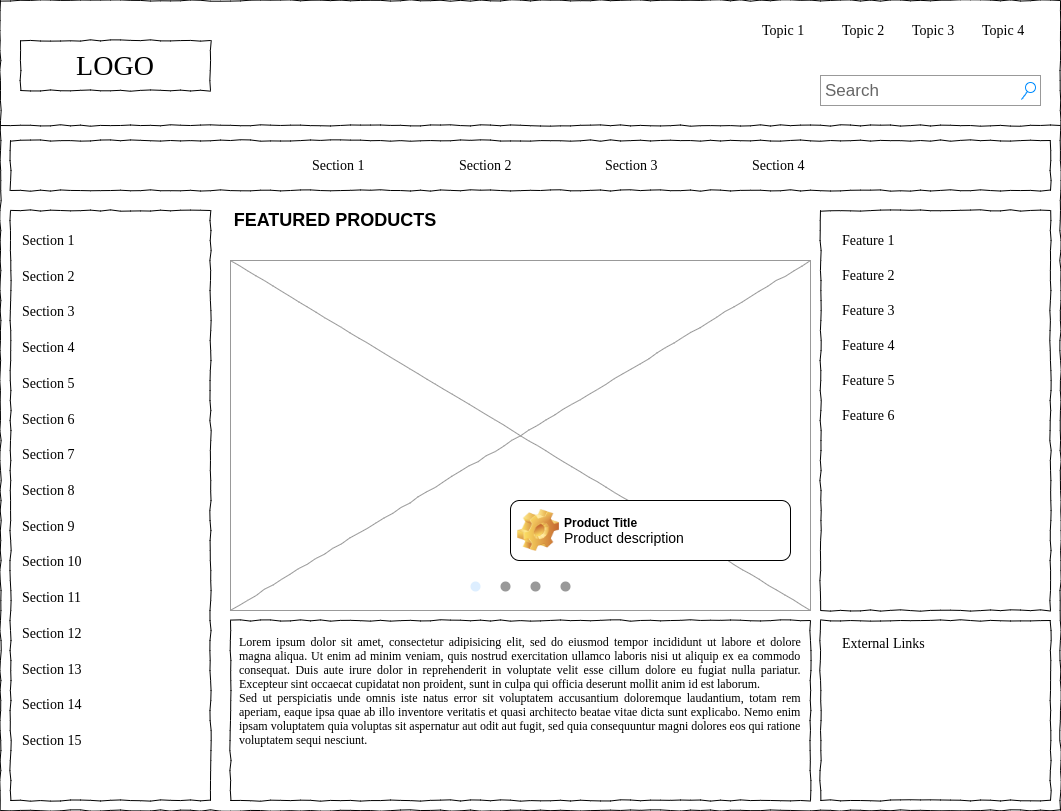 Topic 1 Topic 2 Topic 3 Topic 4
LOGO
Search
Section 1 Section 2 Section 3 Section 4
Section 1
Section 2
Section 3
Section 4
Section 5
Section 6
Section 7
Section 8
Section 9
Section 10
Section 11
Section 12
Section 13
Section 14
Section 15
FEATURED PRODUCTS
Product Title
Product description
Lorem ipsum dolor sit amet, consectetur adipisicing elit, sed do eiusmod tempor incididunt ut labore et dolore
magna aliqua. Ut enim ad minim veniam, quis nostrud exercitation ullamco laboris nisi ut aliquip ex ea commodo
consequat. Duis aute irure dolor in reprehenderit in voluptate velit esse cillum dolore eu fugiat nulla pariatur.
Excepteur sint occaecat cupidatat non proident, sunt in culpa qui officia deserunt mollit anim id est laborum.
Sed ut perspiciatis unde omnis iste natus error sit voluptatem accusantium doloremque laudantium, totam rem
aperiam, eaque ipsa quae ab illo inventore veritatis et quasi architecto beatae vitae dicta sunt explicabo. Nemo enim
ipsam voluptatem quia voluptas sit aspernatur aut odit aut fugit, sed quia consequuntur magni dolores eos qui ratione
voluptatem sequi nesciunt.
Feature 1
Feature 2
Feature 3
Feature 4
Feature 5
Feature 6
External Links